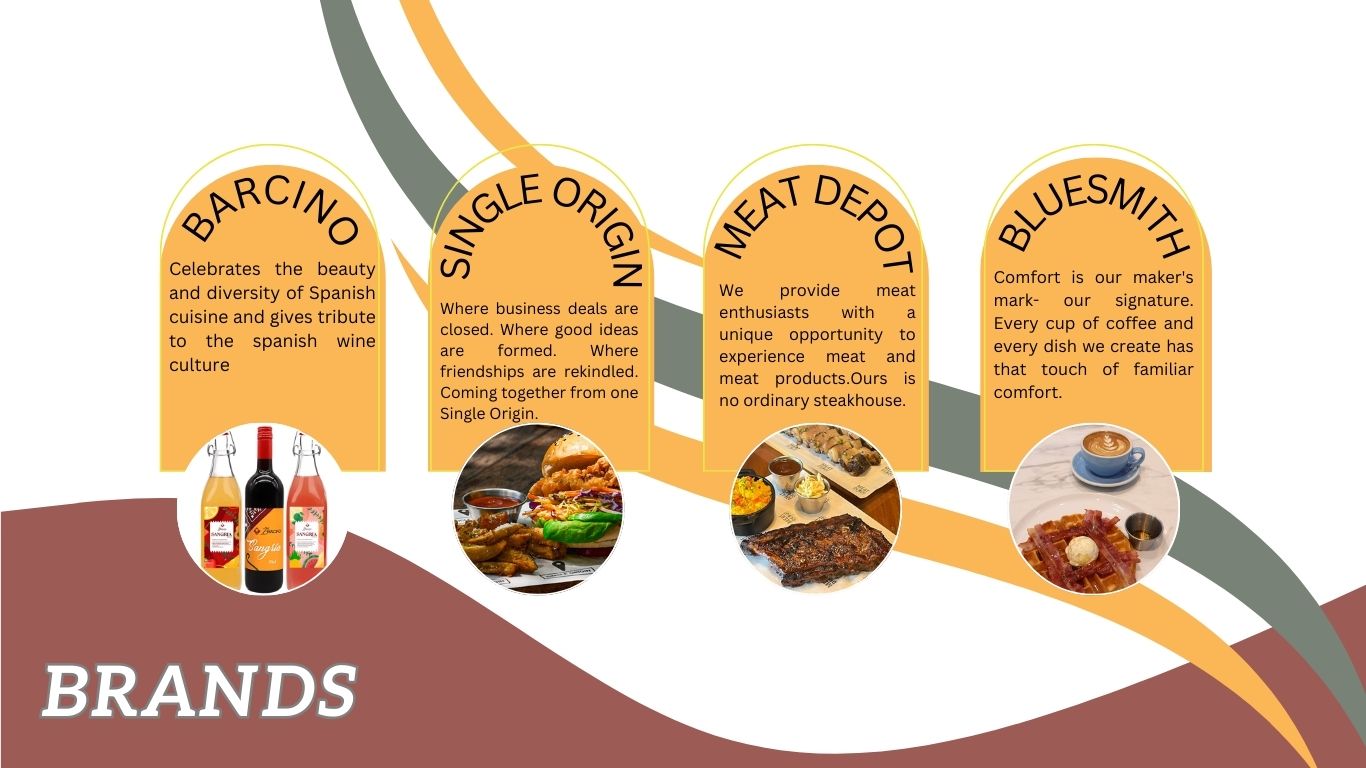 BARCINO
Celebrates the beauty
and diversity of Spanish
cuisine and gives tribute
to the spanish wine
culture
SINGLE ORIGIN
Where business deals are
closed. Where good ideas
are formed. Where
friendships are rekindled.
Coming together from one
Single Origin.
MEAT DEPOT
We provide meat
enthusiasts with a
unique opportunity to
experience meat and
meat products.Ours is
no ordinary steakhouse.
BLUESMITH
Comfort is our maker's
mark- our signature.
Every cup of coffee and
every dish we create has
that touch of familiar
comfort.
SANGRIA
Barcino
Sangria
SANGRIA
BRANDS